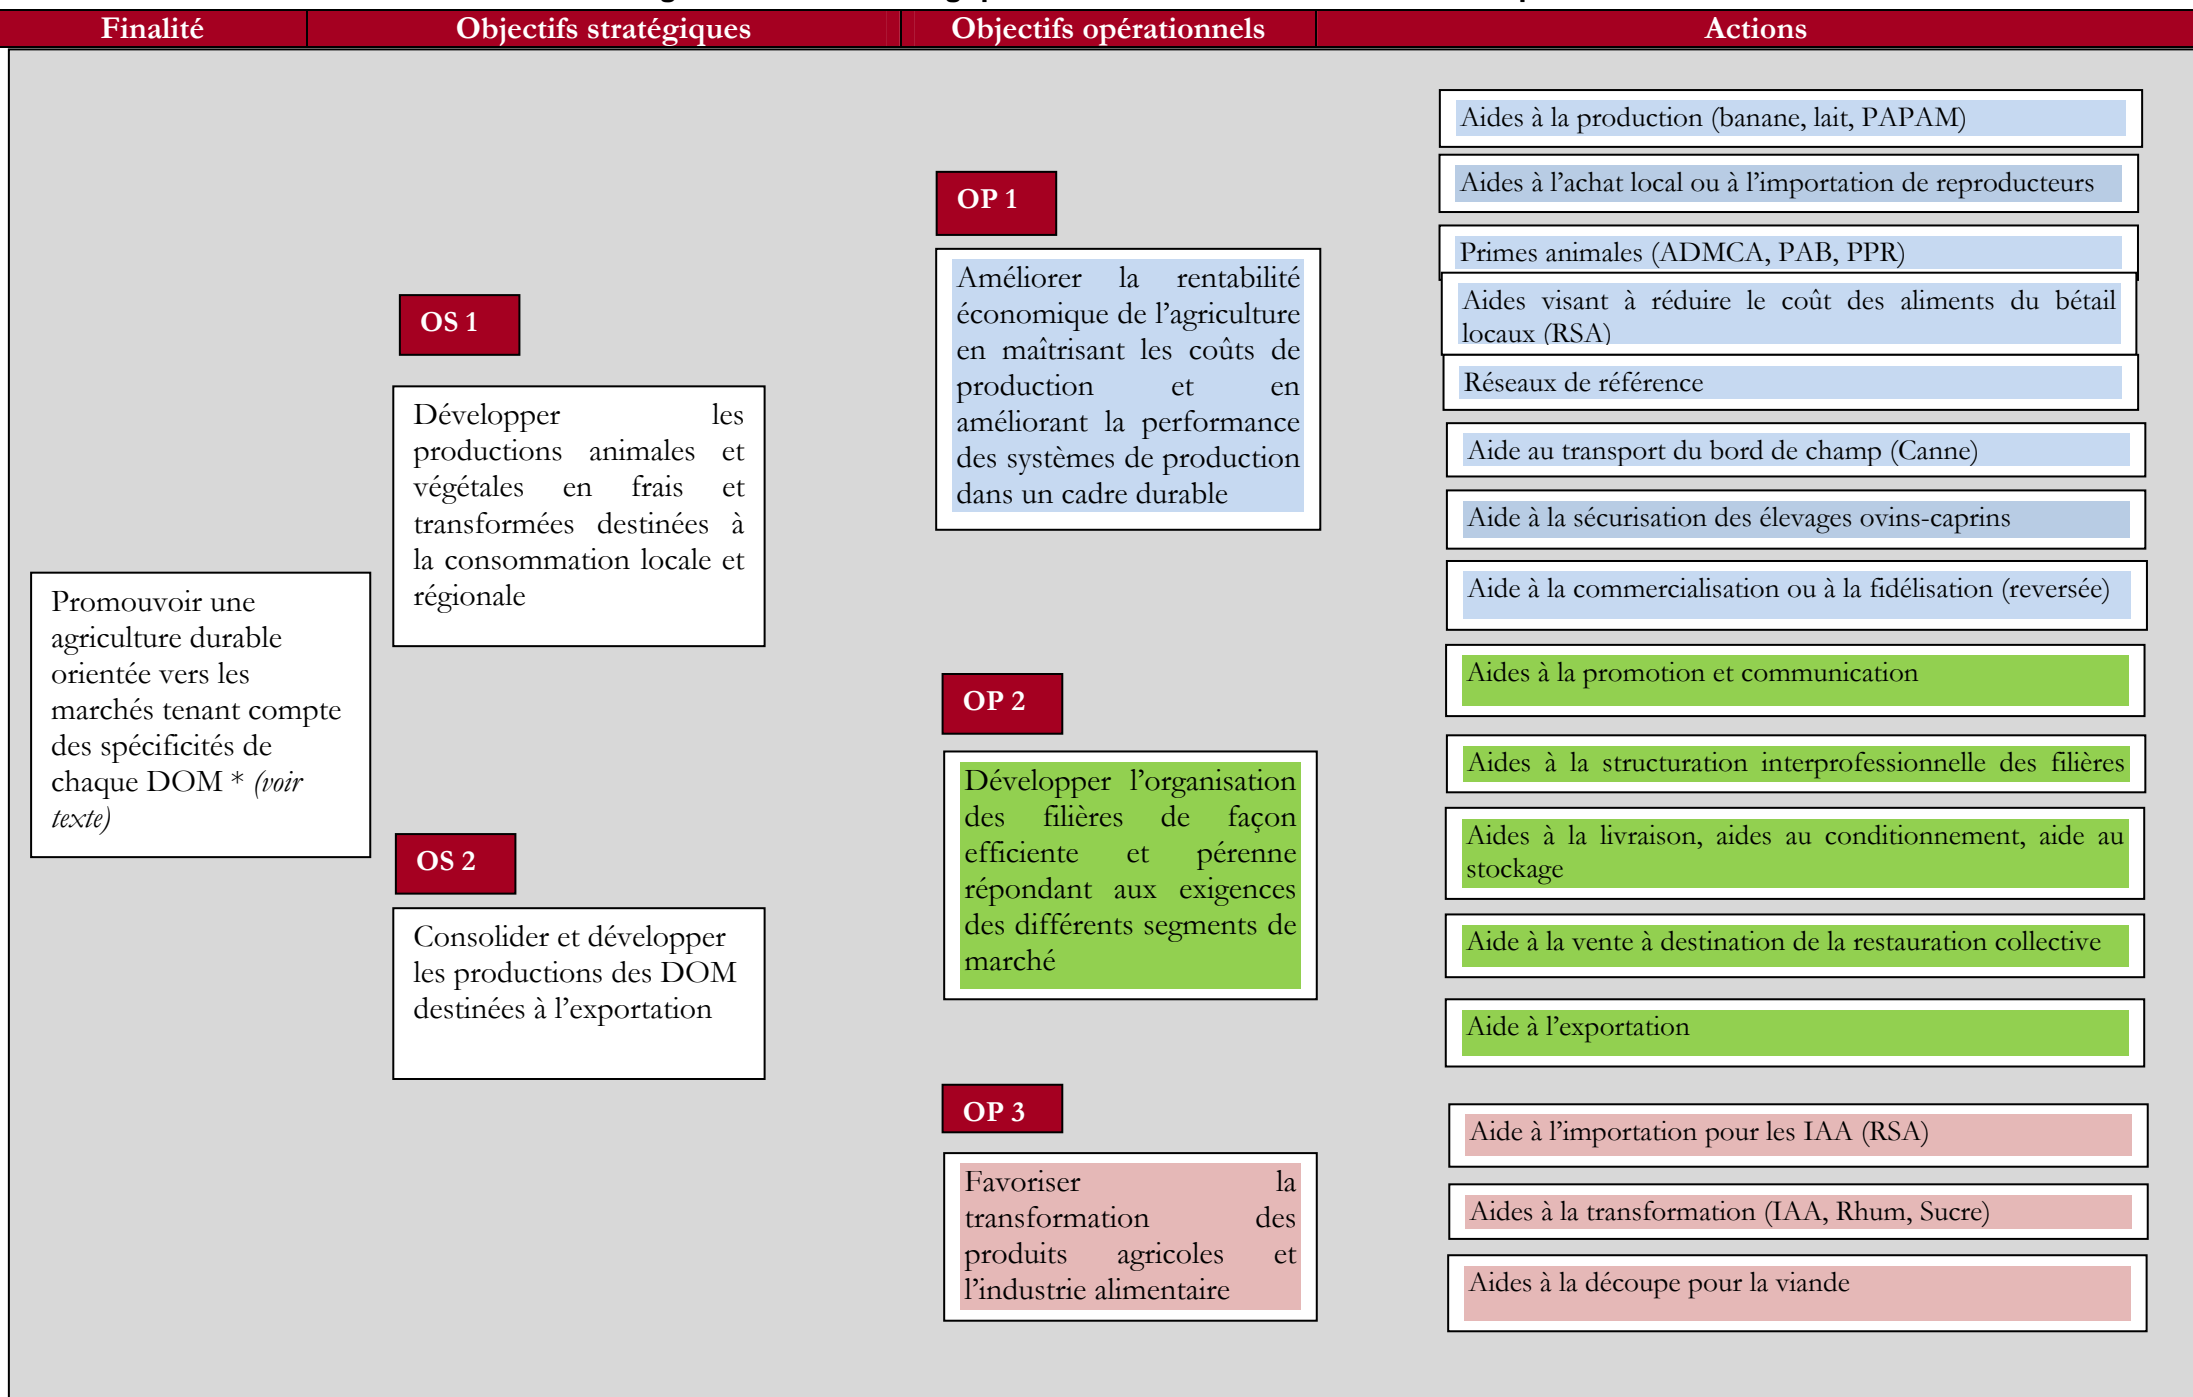 Finalité
Objectifs stratégiques
Objectifs opérationnels
Actions
Promouvoir une
agriculture durable
orientée vers les
marchés tenant compte
des spécificités de
chaque DOM * (voir
texte)
OS 1
Développer les
productions animales et
végétales en frais et
transformées destinées à
la consommation locale et
régionale
OS 2
Consolider et développer
les productions des DOM
destinées à l’exportation
OP 1
Améliorer la rentabilité
économique de l’agriculture
en maîtrisant les coûts de
production et en
améliorant la performance
des systèmes de production
dans un cadre durable
OP 2
Développer l’organisation
des filières de façon
efficiente et pérenne
répondant aux exigences
des différents segments de
marché
OP 3
Favoriser la
transformation des
produits agricoles et
l’industrie alimentaire
Aides à la production (banane, lait, PAPAM)
Aides à l’achat local ou à l’importation de reproducteurs
Primes animales (ADMCA, PAB, PPR)
Aides visant à réduire le coût des aliments du bétail
locaux (RSA)
Réseaux de référence
Aide au transport du bord de champ (Canne)
Aide à la sécurisation des élevages ovins-caprins
Aide à la commercialisation ou à la fidélisation (reversée)
Aides à la promotion et communication
Aides à la structuration interprofessionnelle des filières
Aides à la livraison, aides au conditionnement, aide au
stockage
Aide à la vente à destination de la restauration collective
Aide à l’exportation
Aide à l’importation pour les IAA (RSA)
Aides à la transformation (IAA, Rhum, Sucre)
Aides à la découpe pour la viande